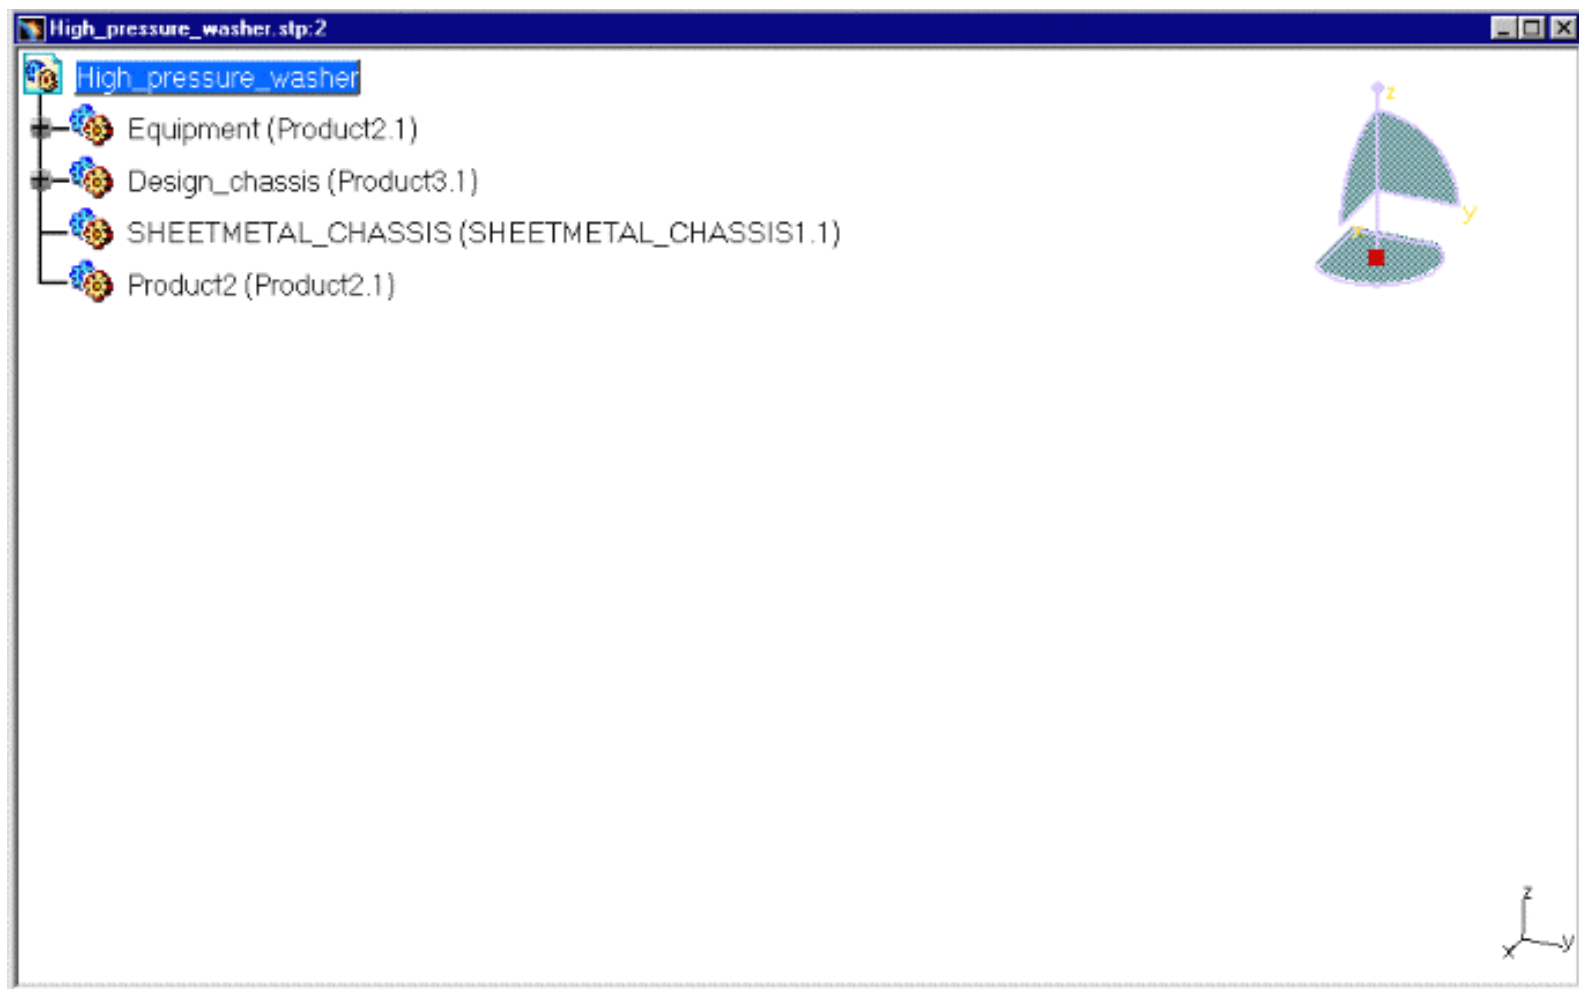 High_pressure_washer.stp:2
High_pressure_washer
Equipment (Product2.1)
Design_chassis (Product3.1)
SHEETMETAL_CHASSIS (SHEETMETAL_CHASSIS1.1)
Product2 (Product2.1)
z
y
x
z
y
x